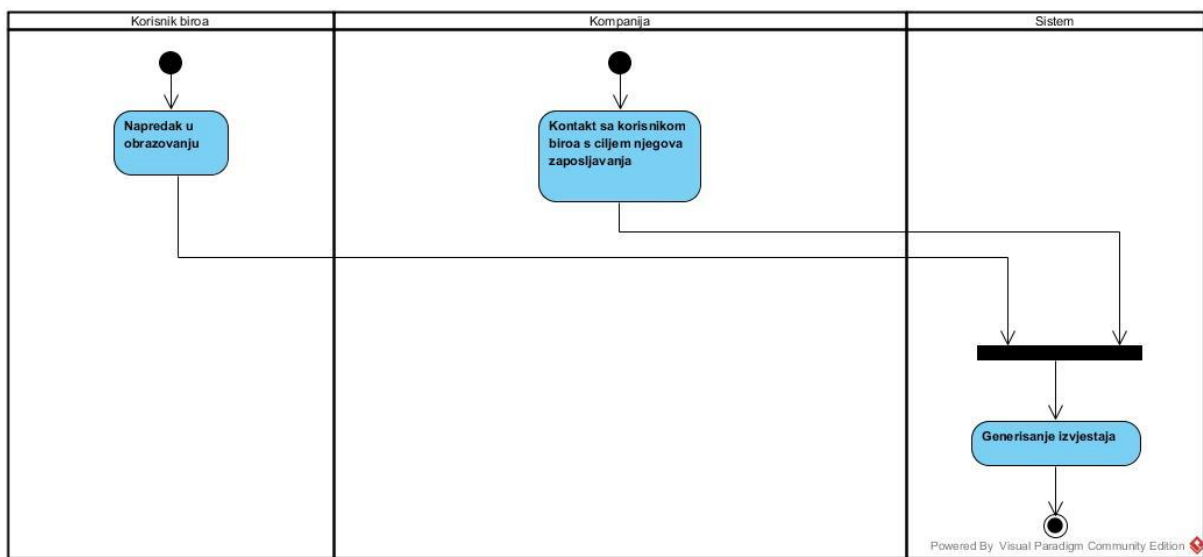 Korisnik biroa
Kompanija
Sistem
Napredak u
obrazovanju
Kontakt sa korisnikom
biroa s ciljem njegova
zaposljavanja
Generisanje izvjestaja
Powered By Visual Paradigm Community Edition